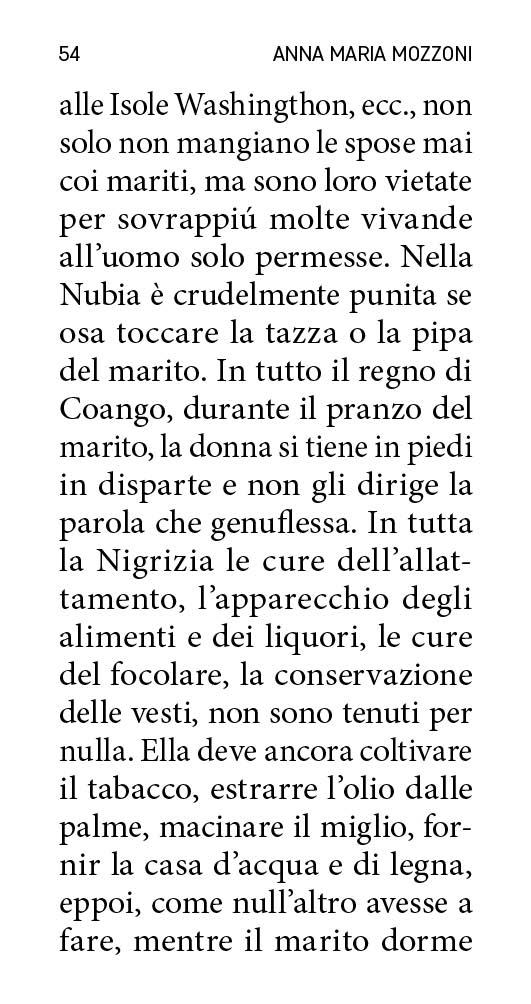 54 ANNA MARIA MOZZONI
alle Isole Washingthon, ecc., non
solo non mangiano le spose mai
coi mariti, ma sono loro vietate
per sovrappiú molte vivande
all’uomo solo permesse. Nella
Nubia è crudelmente punita se
osa toccare la tazza o la pipa
del marito. In tutto il regno di
Coango, durante il pranzo del
marito, la donna si tiene in piedi
in disparte e non gli dirige la
parola che genuflessa. In tutta
la Nigrizia le cure dell’allat-
tamento, l’apparecchio degli
alimenti e dei liquori, le cure
del focolare, la conservazione
delle vesti, non sono tenuti per
nulla. Ella deve ancora coltivare
il tabacco, estrarre l’olio dalle
palme, macinare il miglio, for-
nir la casa d’acqua e di legna,
eppoi, come null’altro avesse a
fare, mentre il marito dorme